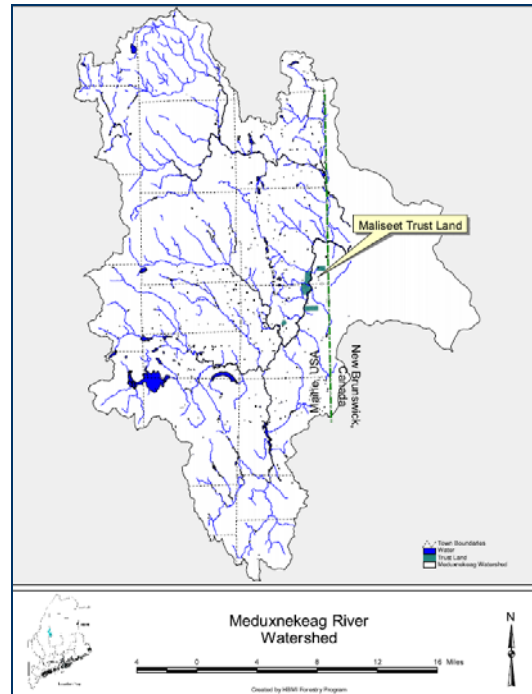 Maliseet Trust Land
Maine, USA
New Brunswick,
Canada
Town Boundaries
Water
Trust Land
Meduxnekeag Watershed
Meduxnekeag River
Watershed
N
4 0 4 8 12 16 Miles
Created by HBMI Forestry Program